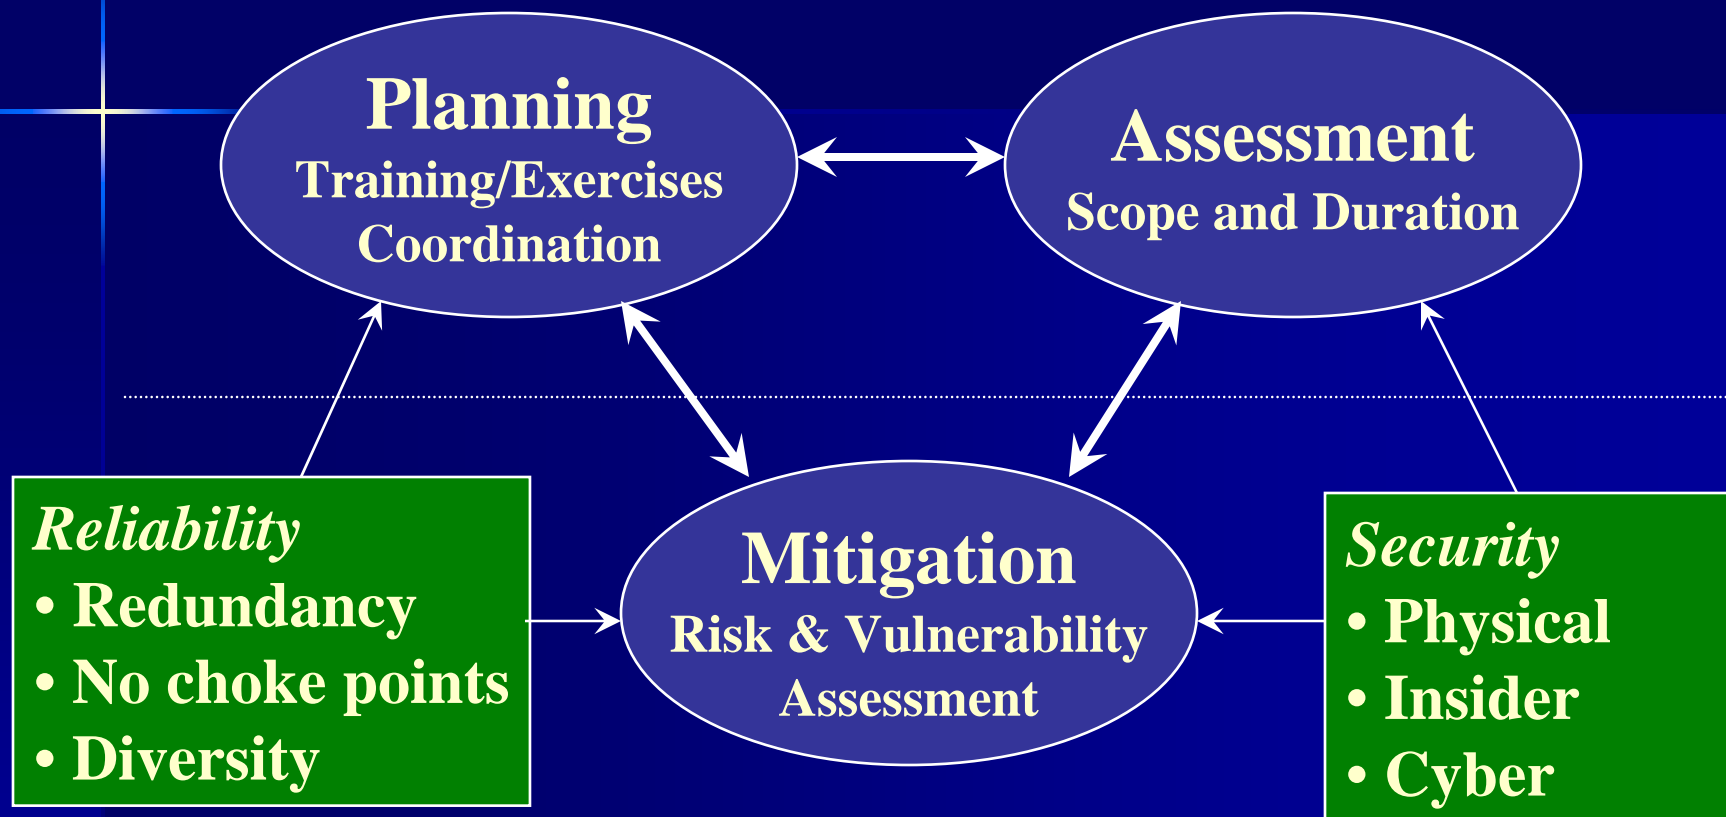 Planning
Training/Exercises
Coordination
Assessment
Scope and Duration
Reliability
• Redundancy
• No choke points
• Diversity
Mitigation
Risk & Vulnerability
Assessment
Security
• Physical
• Insider
• Cyber